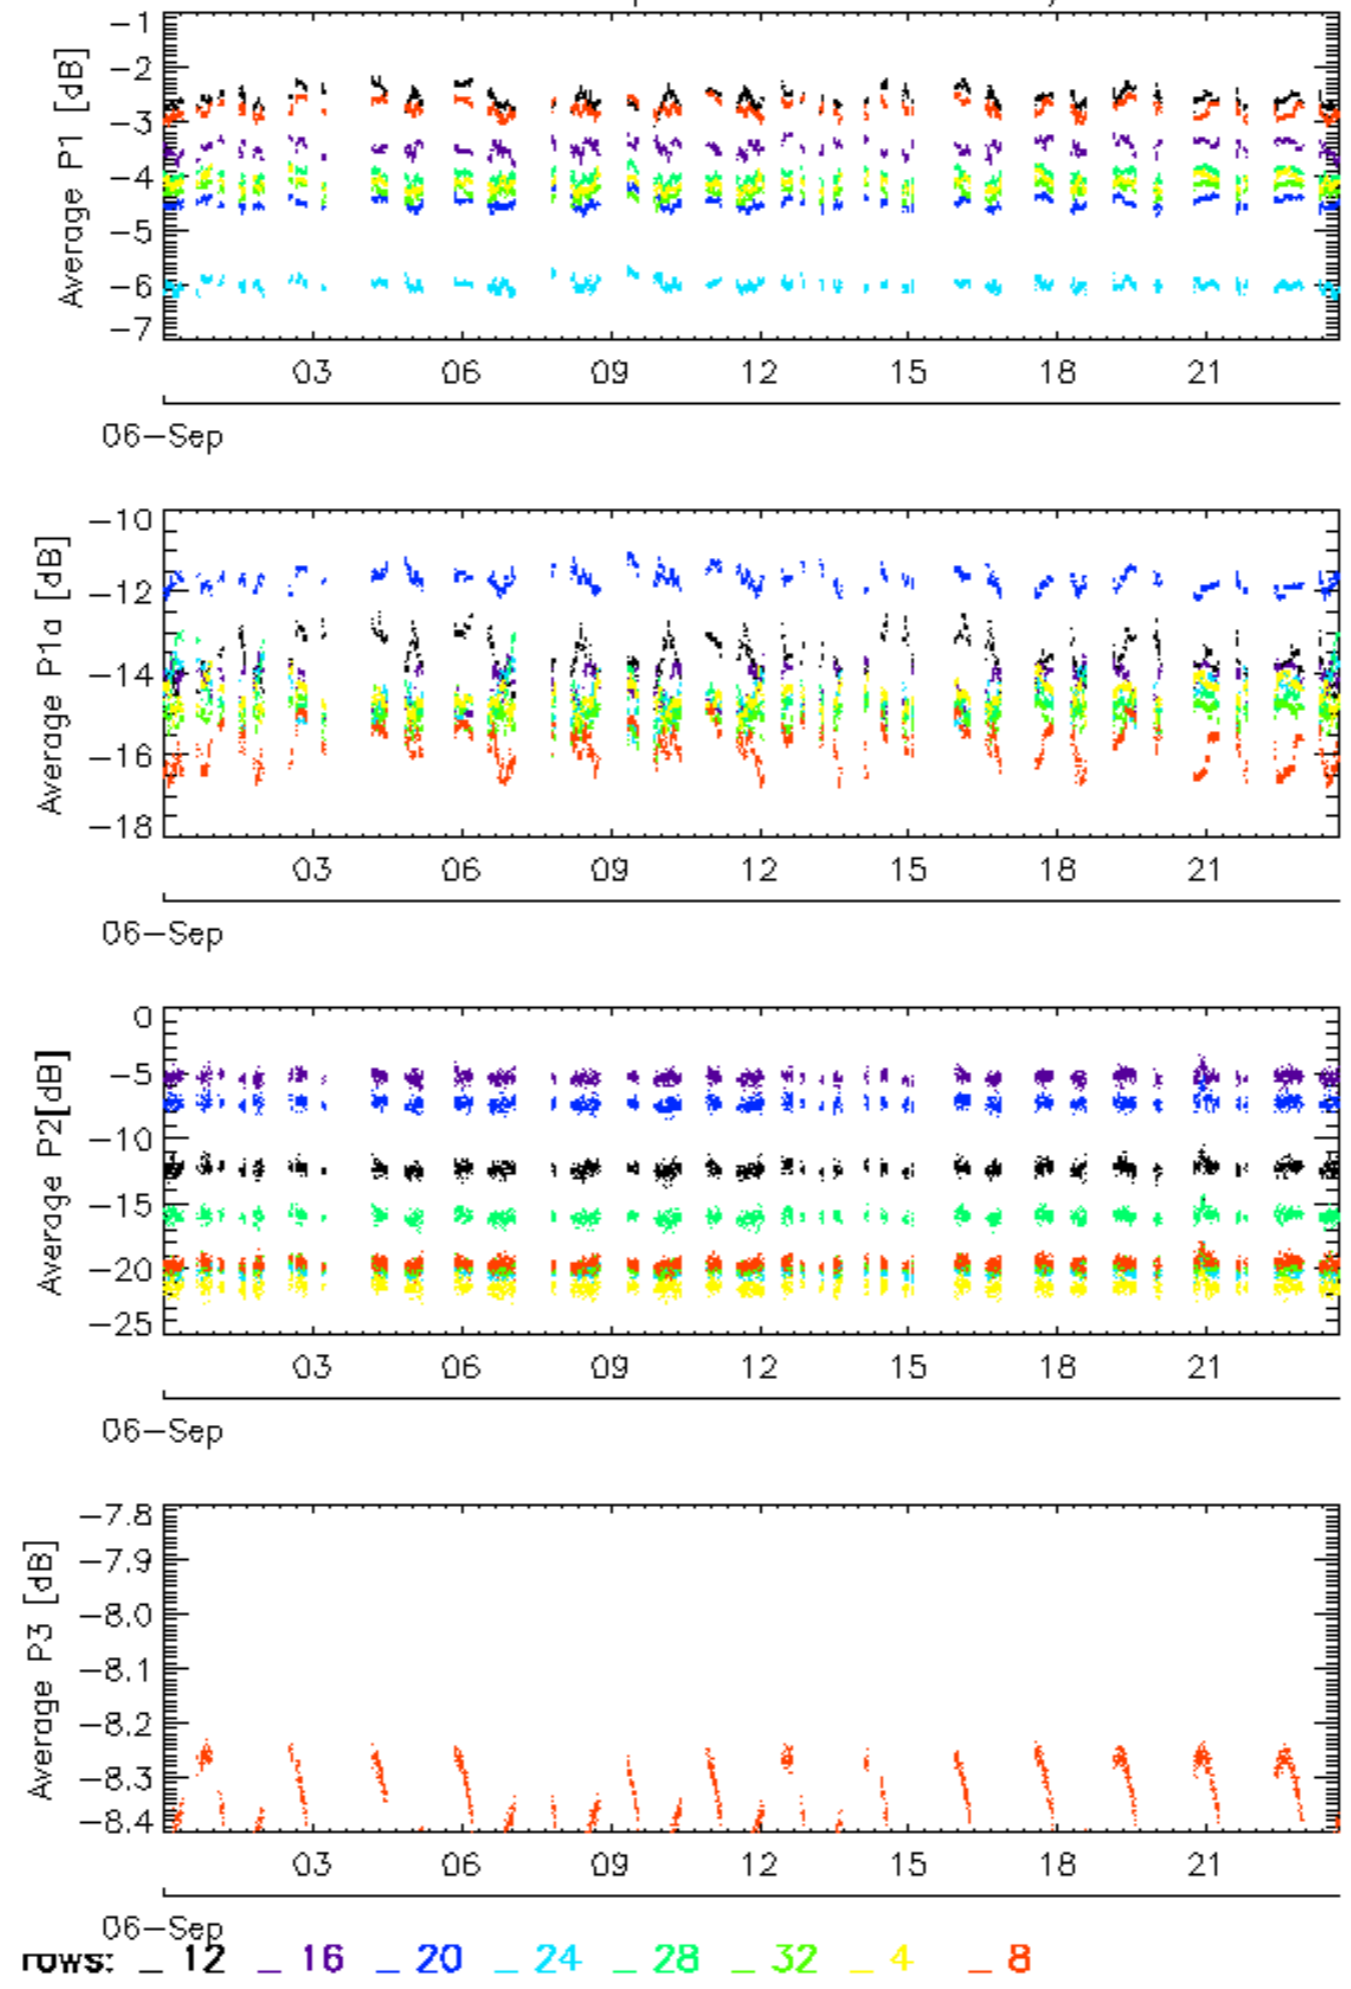 Average P1 [dB]
-1
-2
-3
-4
-5
-6
-7
03 06 09 12 15 18 21
06-Sep
Average P1a [dB]
-10
-12
-14
-16
-18
03 06 09 12 15 18 21
06-Sep
Average P2[dB]
0
-5
-10
-15
-20
-25
03 06 09 12 15 18 21
06-Sep
Average P3 [dB]
-7.8
-7.9
-8.0
-8.1
-8.2
-8.3
-8.4
03 06 09 12 15 18 21
06-Sep
rows: _ 12 _ 16 _ 20 _ 24 _ 28 _ 32 _ 4 _ 8